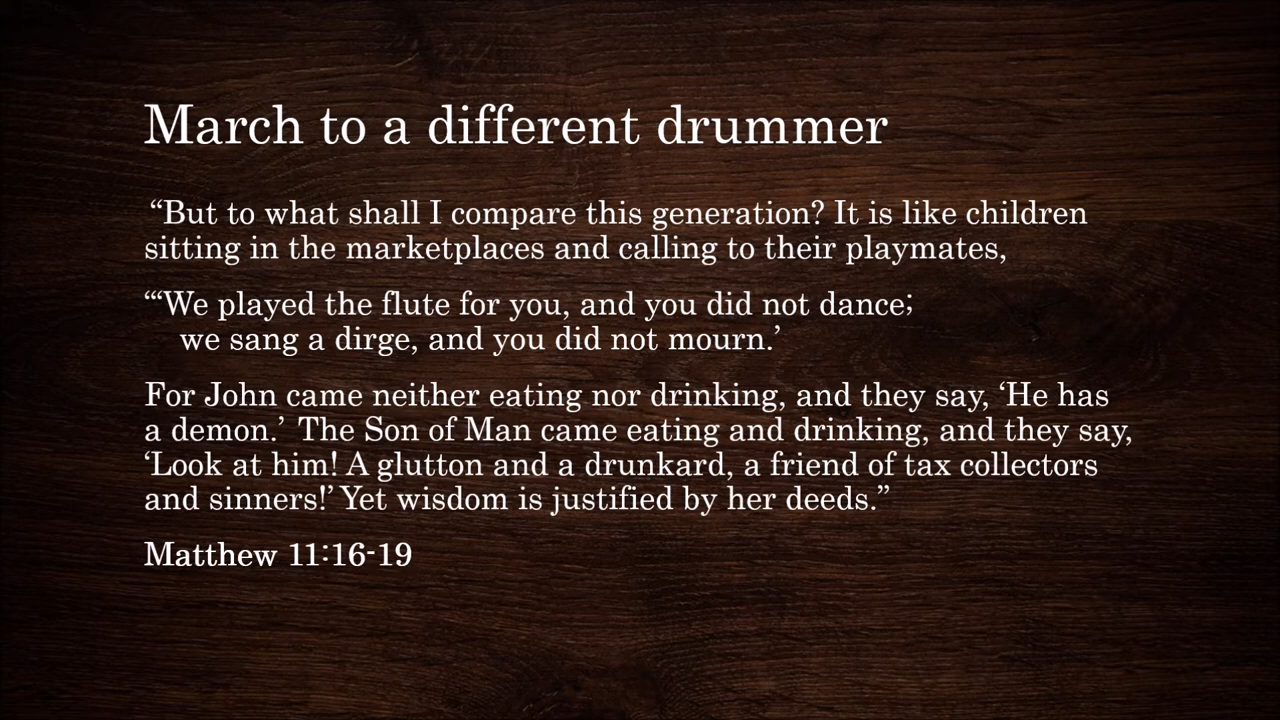 March to a different drummer
“But to what shall I compare this generation? It is like children
sitting in the marketplaces and calling to their playmates,
“‘We played the flute for you, and you did not dance;
we sang a dirge, and you did not mourn.’
For John came neither eating nor drinking, and they say, ‘He has
a demon.’ The Son of Man came eating and drinking, and they say,
‘Look at him! A glutton and a drunkard, a friend of tax collectors
and sinners!’ Yet wisdom is justified by her deeds.”
Matthew 11:16-19